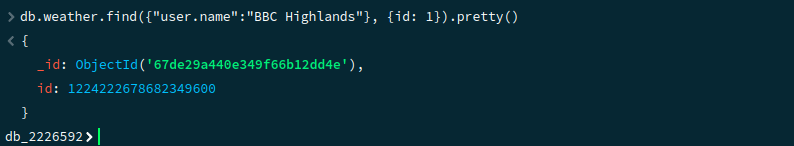 > db.weather.find({"user.name":"BBC Highlands"}, {id: 1}).pretty()
< {
_id: ObjectId('67de29a440e349f66b12dd4e'),
id: 1224222678682349600
}
db_2226592>